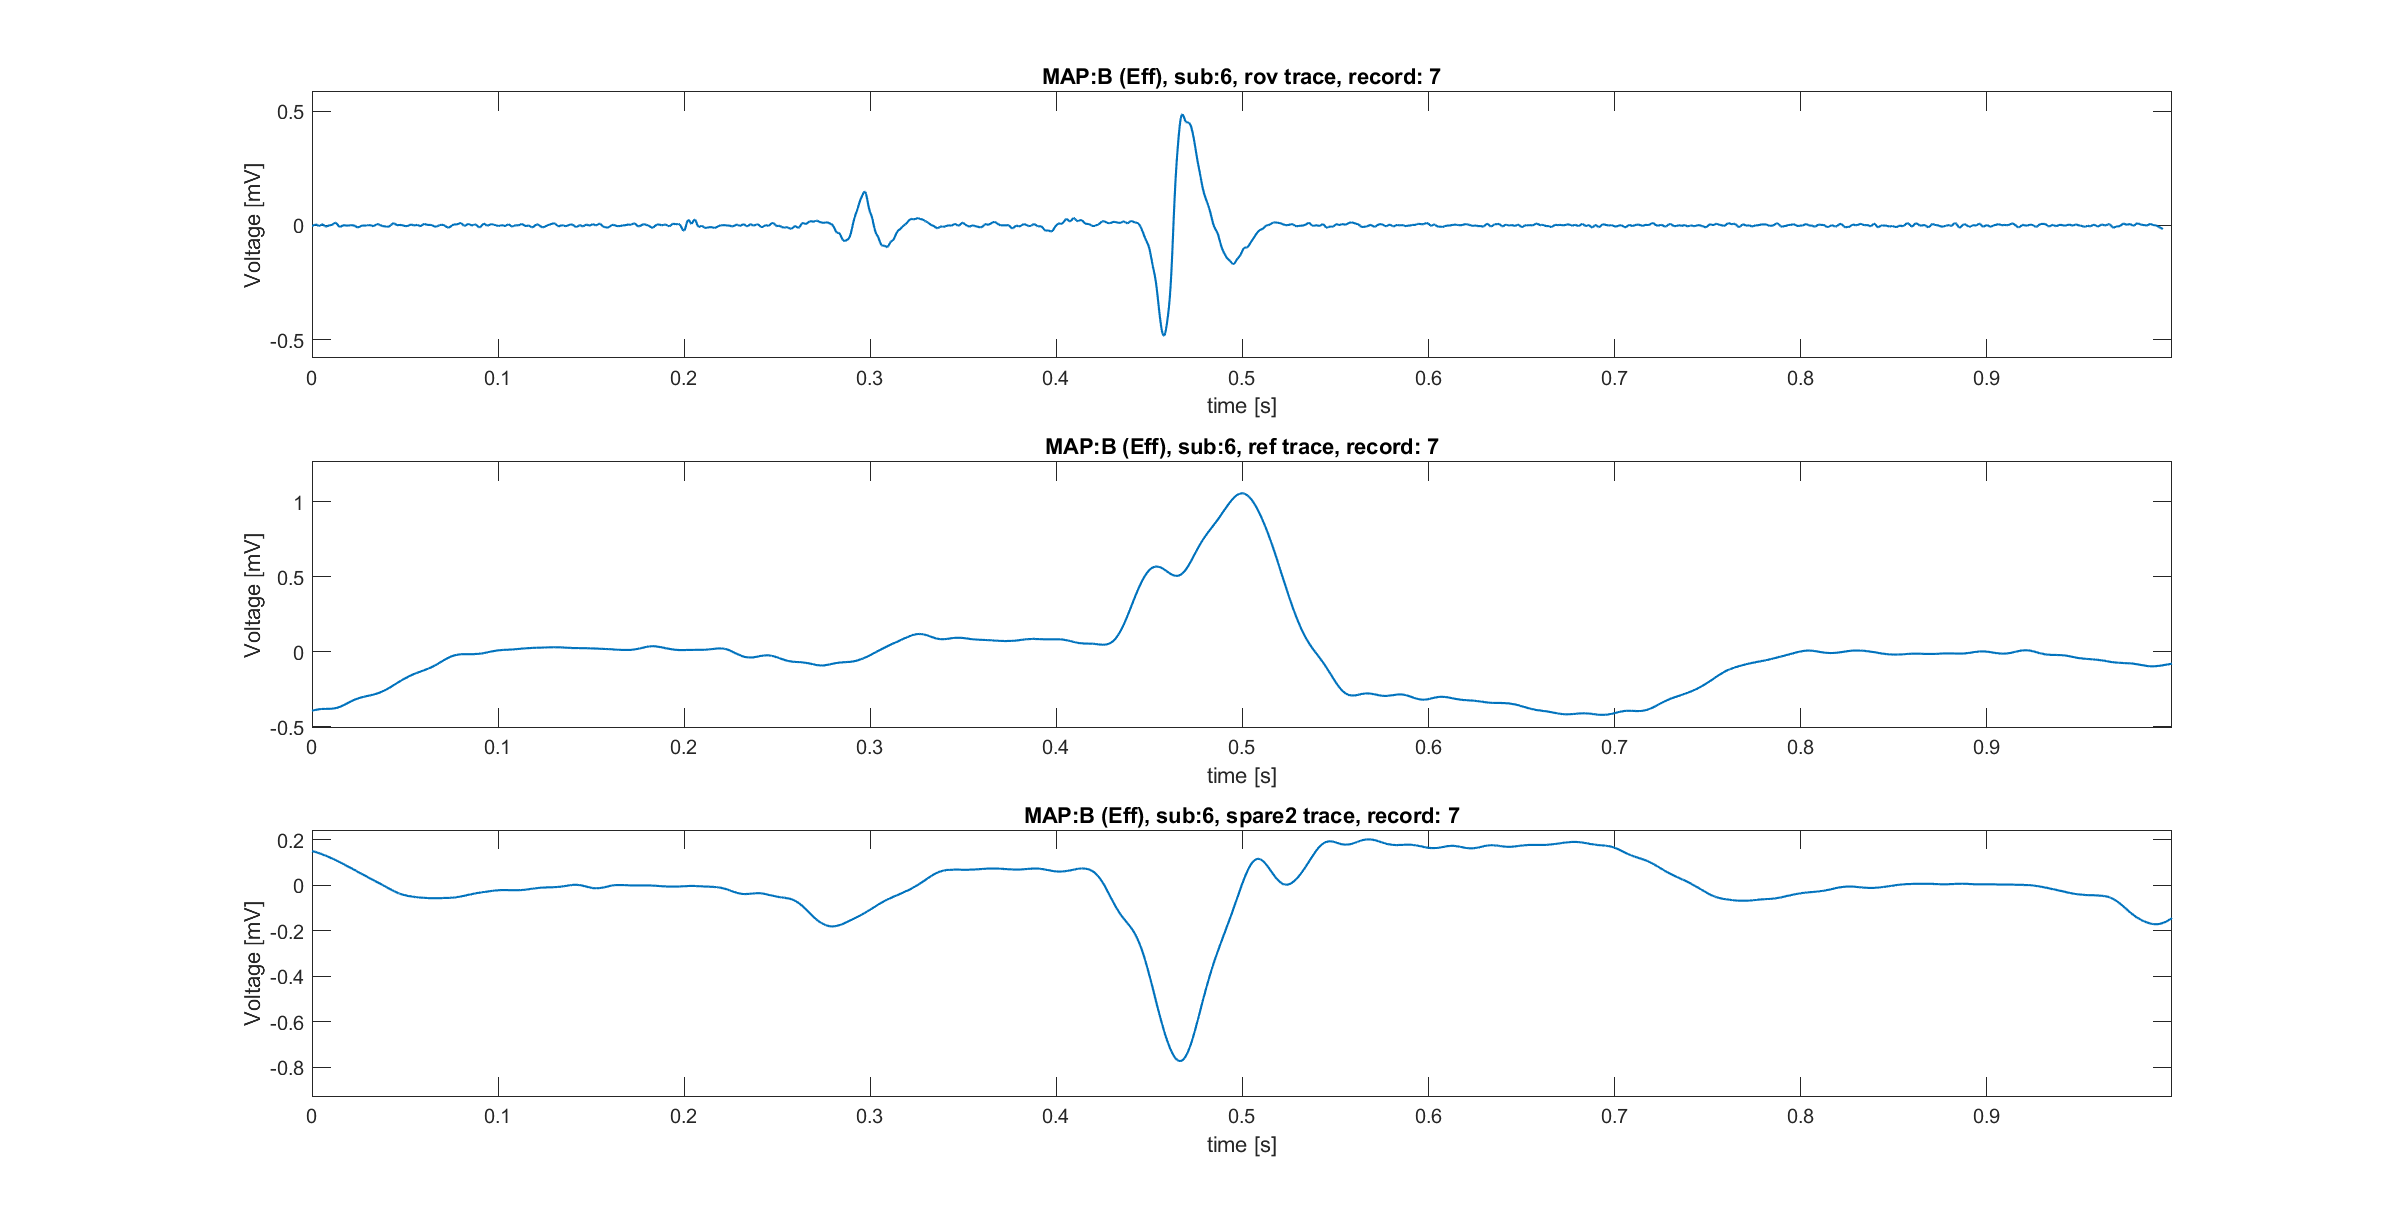 MAP:B (Eff), sub:6, rov trace, record: 7
Voltage [mV]
0.5
0
-0.5
0 0.1 0.2 0.3 0.4 0.5 0.6 0.7 0.8 0.9
time [s]
MAP:B (Eff), sub:6, ref trace, record: 7
Voltage [mV]
1
0.5
0
-0.5
0 0.1 0.2 0.3 0.4 0.5 0.6 0.7 0.8 0.9
time [s]
MAP:B (Eff), sub:6, spare2 trace, record: 7
Voltage [mV]
0.2
0
-0.2
-0.4
-0.6
-0.8
0 0.1 0.2 0.3 0.4 0.5 0.6 0.7 0.8 0.9
time [s]